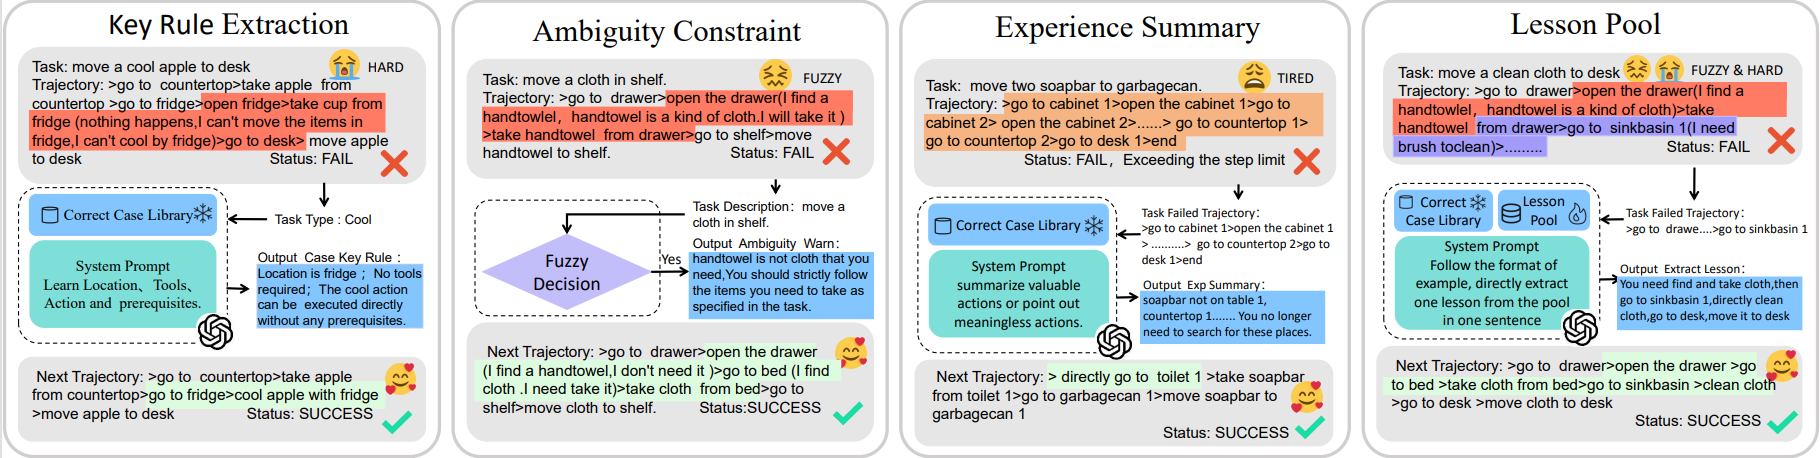 Key Rule Extraction
Task: move a cool apple to desk
HARD
Trajectory: >go to countertop>take apple from
countertop >go to fridge>open fridge>take cup from
fridge (nothing happens,I can't move the items in
fridge,I can't cool by fridge)>go to desk> move apple
to desk
Status: FAIL
Correct Case Library
Task Type : Cool
System Prompt
Learn Location、Tools、
Action and prerequisites.
Output Case Key Rule :
Location is fridge ; No tools
required; The cool action
can be executed directly
without any prerequisites.
Next Trajectory: >go to countertop>take apple
from countertop>go to fridge>cool apple with fridge
>move apple to desk
Status: SUCCESS
Ambiguity Constraint
Task: move a cloth in shelf.
FUZZY
Trajectory: >go to drawer>open the drawer(I find a
handtowlel, handtowel is a kind of cloth.I will take it )
>take handtowel from drawer>go to shelf>move
handtowel to shelf.
Status: FAIL
Task Description: move a
cloth in shelf.
Fuzzy
Decision
Yes
Output Ambiguity Warn:
handtowel is not cloth that you
need,You should strictly follow
the items you need to take as
specified in the task.
Next Trajectory: >go to drawer>open the drawer
(I find a handtowel,I don't need it )>go to bed (I find
cloth .I need take it)>take cloth from bed>go to
shelf>move cloth to shelf.
Status:SUCCESS
Experience Summary
Task: move two soapbar to garbagecan.
TIRED
Trajectory: >go to cabinet 1>open the cabinet 1>go to
cabinet 2> open the cabinet 2>......> go to countertop 1>
go to countertop 2>go to desk 1>end
Status: FAIL, Exceeding the step limit
Correct Case Library
Task Failed Trajectory:
>go to cabinet 1>open the cabinet 1
> ..........> go to countertop 2>go to
desk 1>end
System Prompt
summarize valuable
actions or point out
meaningless actions.
Output Exp Summary:
soapbar not on table 1,
countertop 1....... You no longer
need to search for these places.
Next Trajectory: > directly go to toilet 1 >take soapbar
from toilet 1>go to garbagecan 1>move soapbar to
garbagecan 1
Status: SUCCESS
Lesson Pool
Task: move a clean cloth to desk
FUZZY & HARD
Trajectory: >go to drawer>open the drawer(I find a
handtowel, handtowel is a kind of cloth)>take
handtowel from drawer>go to sinkbasin 1(I need
brush toclean)>.........
Status: FAIL
Correct
Case Library
Lesson
Pool
Task Failed Trajectory:
>go to drawe....>go to sinkbasin 1
System Prompt
Follow the format of
example, directly extract
one lesson from the pool
in one sentence
Output Extract Lesson:
You need find and take cloth,then
go to sinkbasin 1,directly clean
cloth,go to desk,move it to desk
Next Trajectory: >go to drawer>open the drawer >go
to bed >take cloth from bed>go to sinkbasin >clean cloth
>go to desk >move cloth to desk
Status: SUCCESS